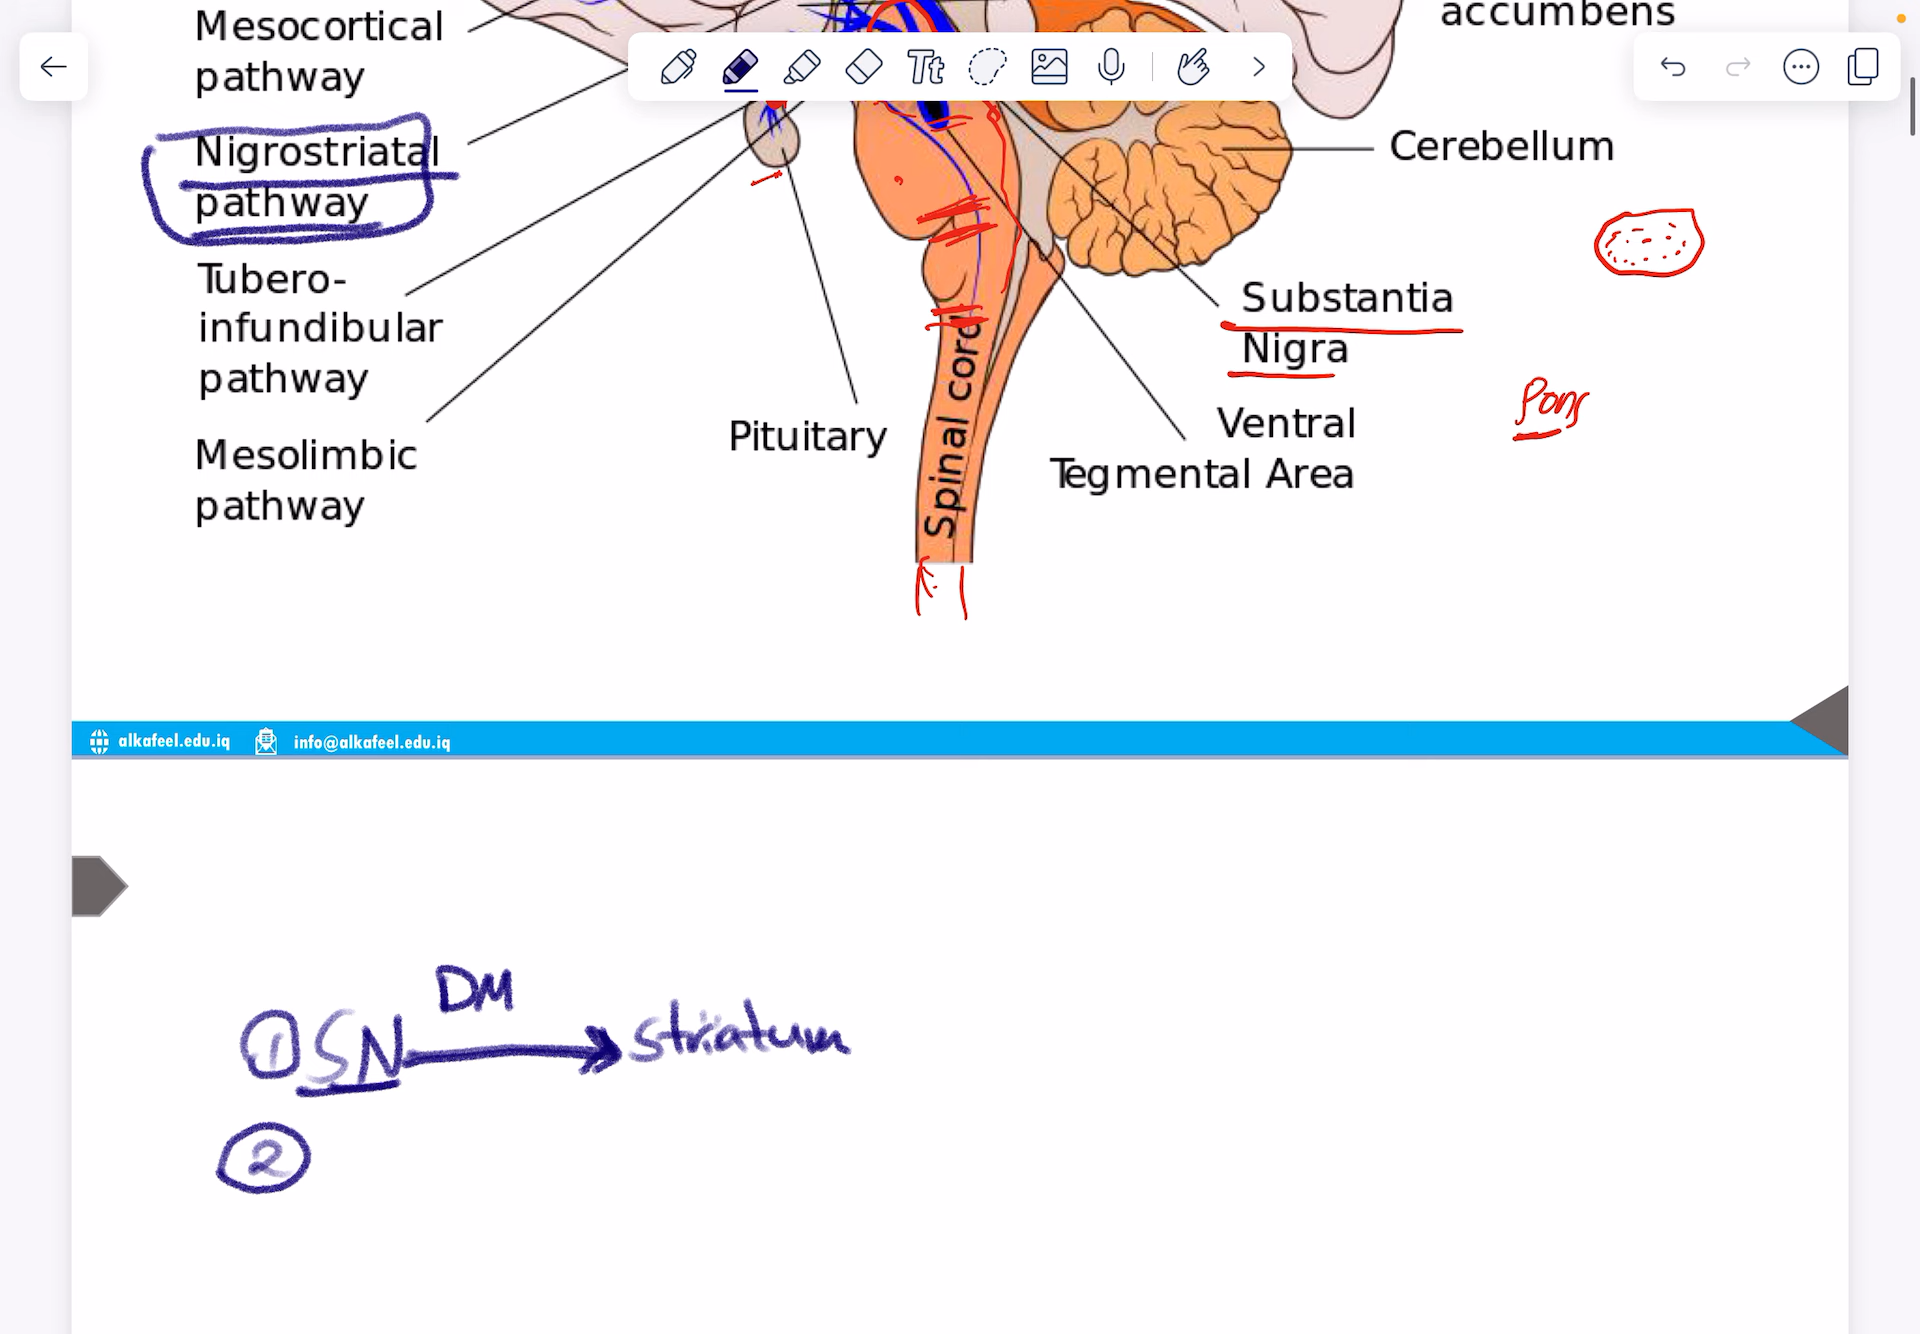 Mesocortical
pathway
accumbens
Tt
Nigrostriatal
pathway
Cerebellum
Tubero-
infundibular
pathway
Substantia
Nigra
Pons
Mesolimbic
pathway
Pituitary
Spinal cord
Ventral
Tegmental Area
alkafeel.edu.iq
info@alkafeel.edu.iq
DM
① SN striatum
②